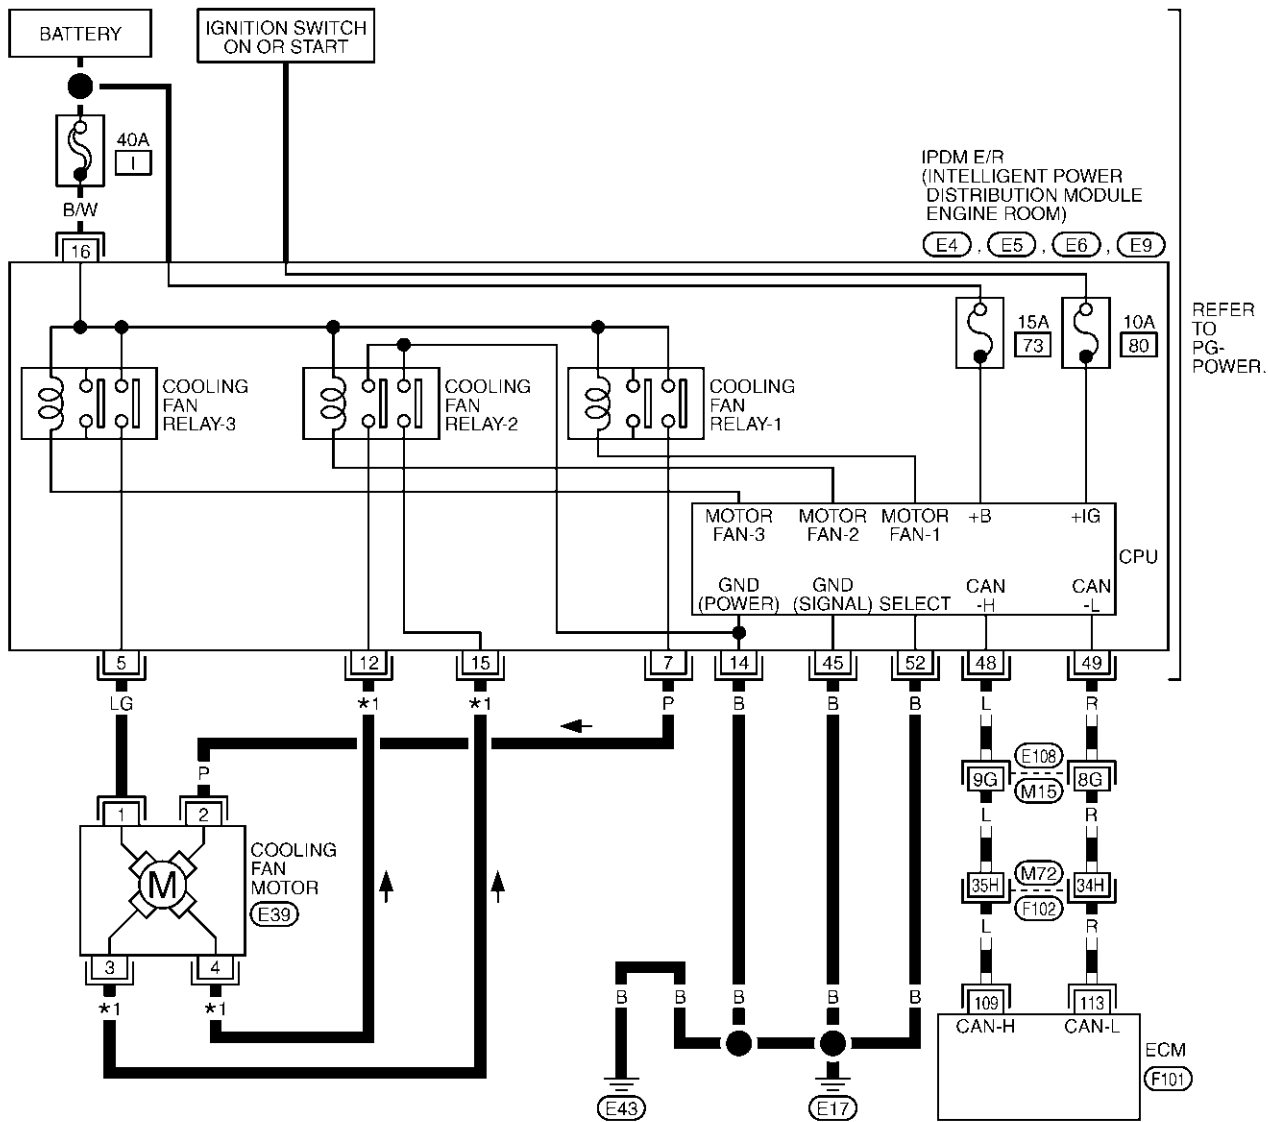 BATTERY
IGNITION SWITCH
ON OR START
40A
I
B/W
16
IPDM E/R
(INTELLIGENT POWER
DISTRIBUTION MODULE
ENGINE ROOM)
E4 , E5 , E6 , E9
REFER
TO
PG-
POWER.
15A
73
10A
80
COOLING
FAN
RELAY-3
COOLING
FAN
RELAY-2
COOLING
FAN
RELAY-1
MOTOR
FAN-3
MOTOR
FAN-2
MOTOR
FAN-1
+B
+IG
CPU
GND
(POWER)
GND
(SIGNAL)
SELECT
CAN
-H
CAN
-L
5
12
15
7
14
45
52
48
49
LG
*1
*1
P
B
B
B
L
R
P
E108
9G
8G
M15
L
R
1
2
COOLING
FAN
MOTOR
E39
M
M72
35H
34H
F102
L
R
3
4
*1
*1
B
B
B
B
B
109
113
CAN-H
CAN-L
ECM
F101
E43
E17